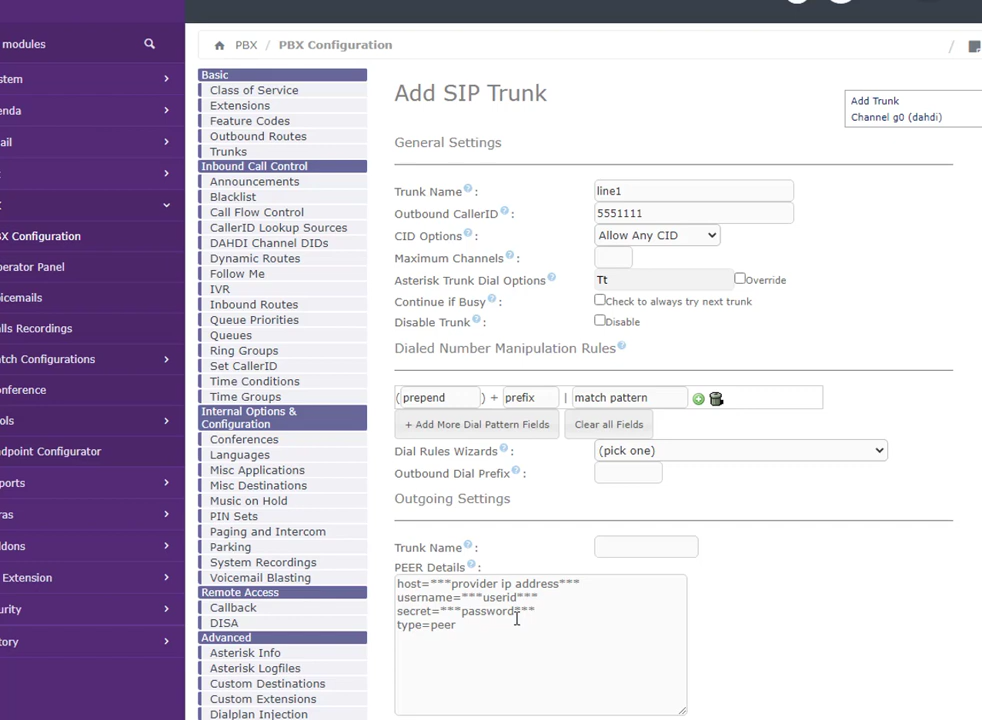 modules
stem
enda
ail
X Configuration
perator Panel
oicemails
lls Recordings
tch Configurations
onference
ols
dpoint Configurator
ports
ras
ldons
Extension
urity
tory
PBX / PBX Configuration /
Basic
Class of Service
Extensions
Feature Codes
Outbound Routes
Trunks
Inbound Call Control
Announcements
Blacklist
Call Flow Control
CallerID Lookup Sources
DAHDI Channel DIDs
Dynamic Routes
Follow Me
IVR
Inbound Routes
Queue Priorities
Queues
Ring Groups
Set CallerID
Time Conditions
Time Groups
Internal Options &
Configuration
Conferences
Languages
Misc Applications
Misc Destinations
Music on Hold
PIN Sets
Paging and Intercom
Parking
System Recordings
Voicemail Blasting
Remote Access
Callback
DISA
Advanced
Asterisk Info
Asterisk Logfiles
Custom Destinations
Custom Extensions
Dialplan Injection
Add SIP Trunk
Add Trunk
Channel g0 (dahdi)
General Settings
Trunk Name?: line1
Outbound CallerID?: 5551111
CID Options?: Allow Any CID
Maximum Channels?:
Asterisk Trunk Dial Options? Tt Override
Continue if Busy?: Check to always try next trunk
Disable Trunk?: Disable
Dialed Number Manipulation Rules?
(prepend ) + prefix | match pattern
+ Add More Dial Pattern Fields Clear all Fields
Dial Rules Wizards?: (pick one)
Outbound Dial Prefix?:
Outgoing Settings
Trunk Name?:
PEER Details?:
host=***provider ip address***
username=***userid***
secret=***password***
type=peer